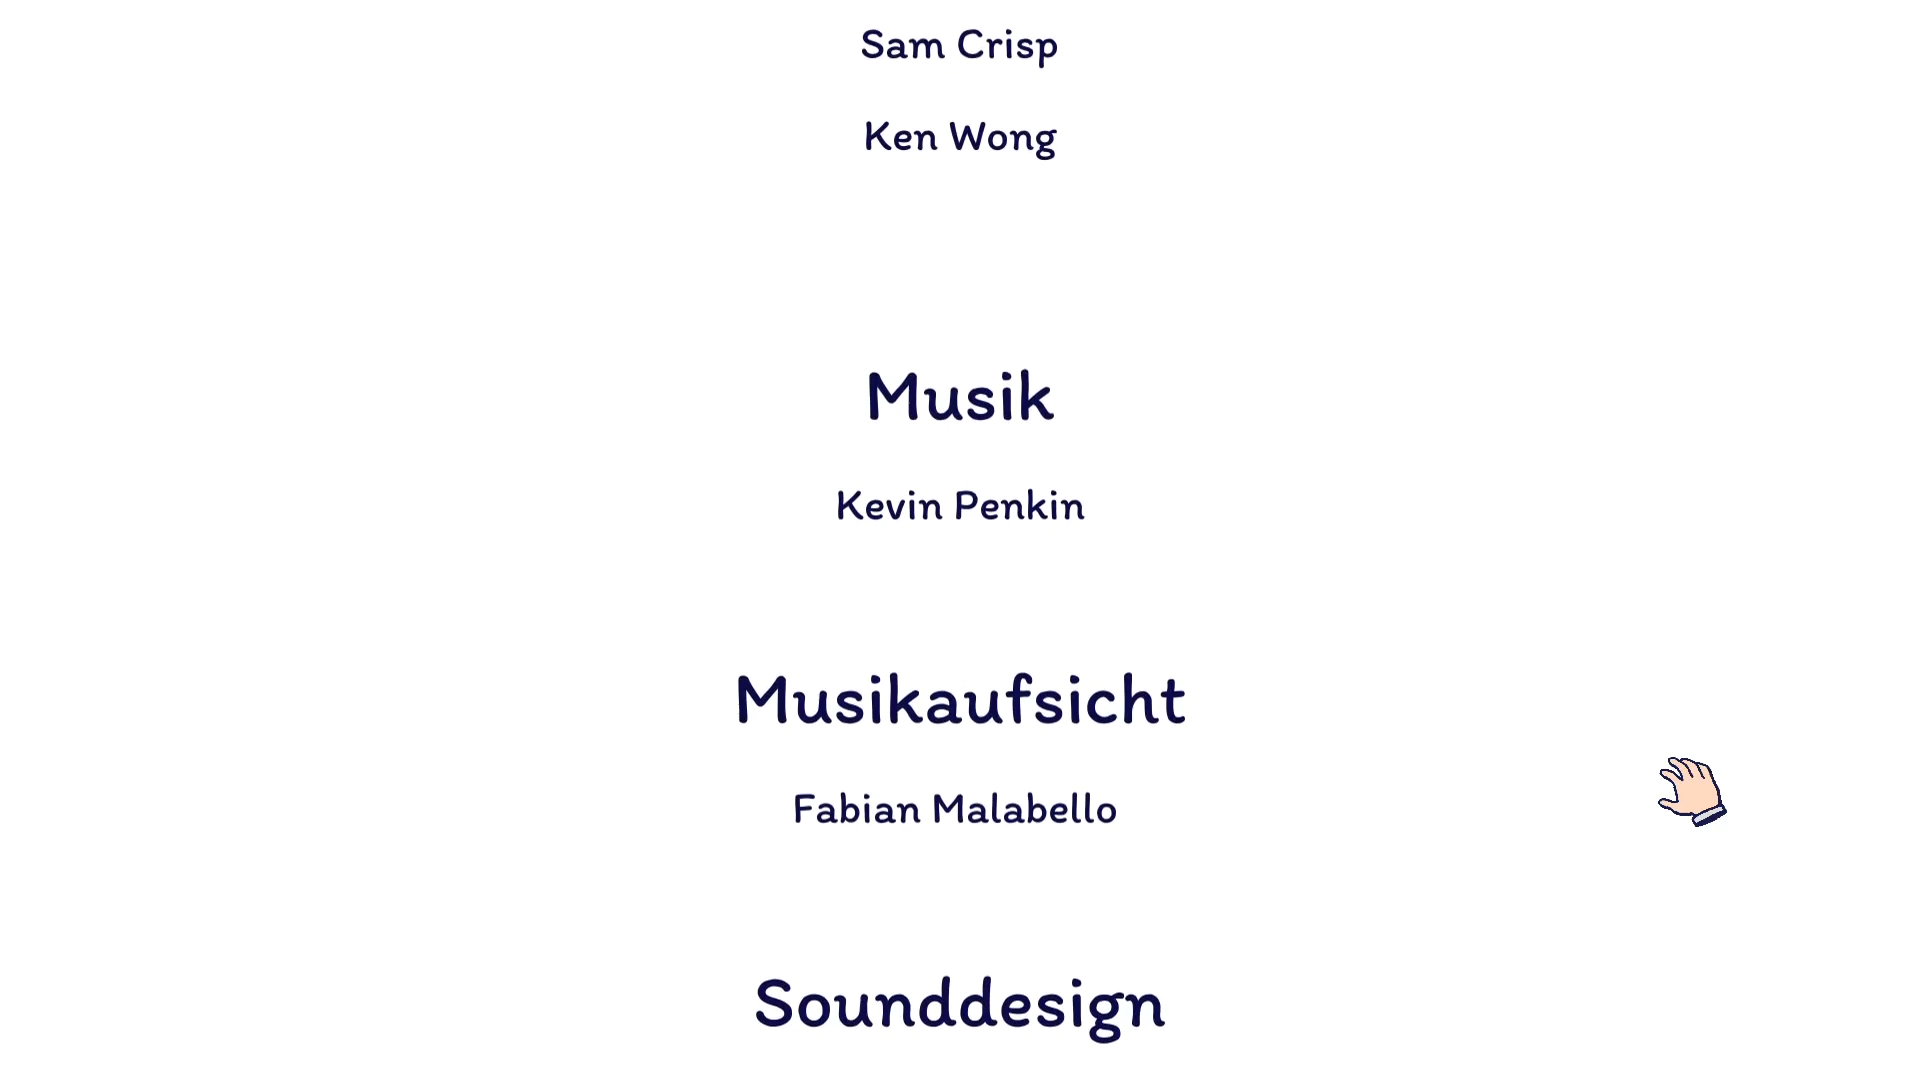 Sam Crisp
Ken Wong
Musik
Kevin Penkin
Musikaufsicht
Fabian Malabello
Sounddesign